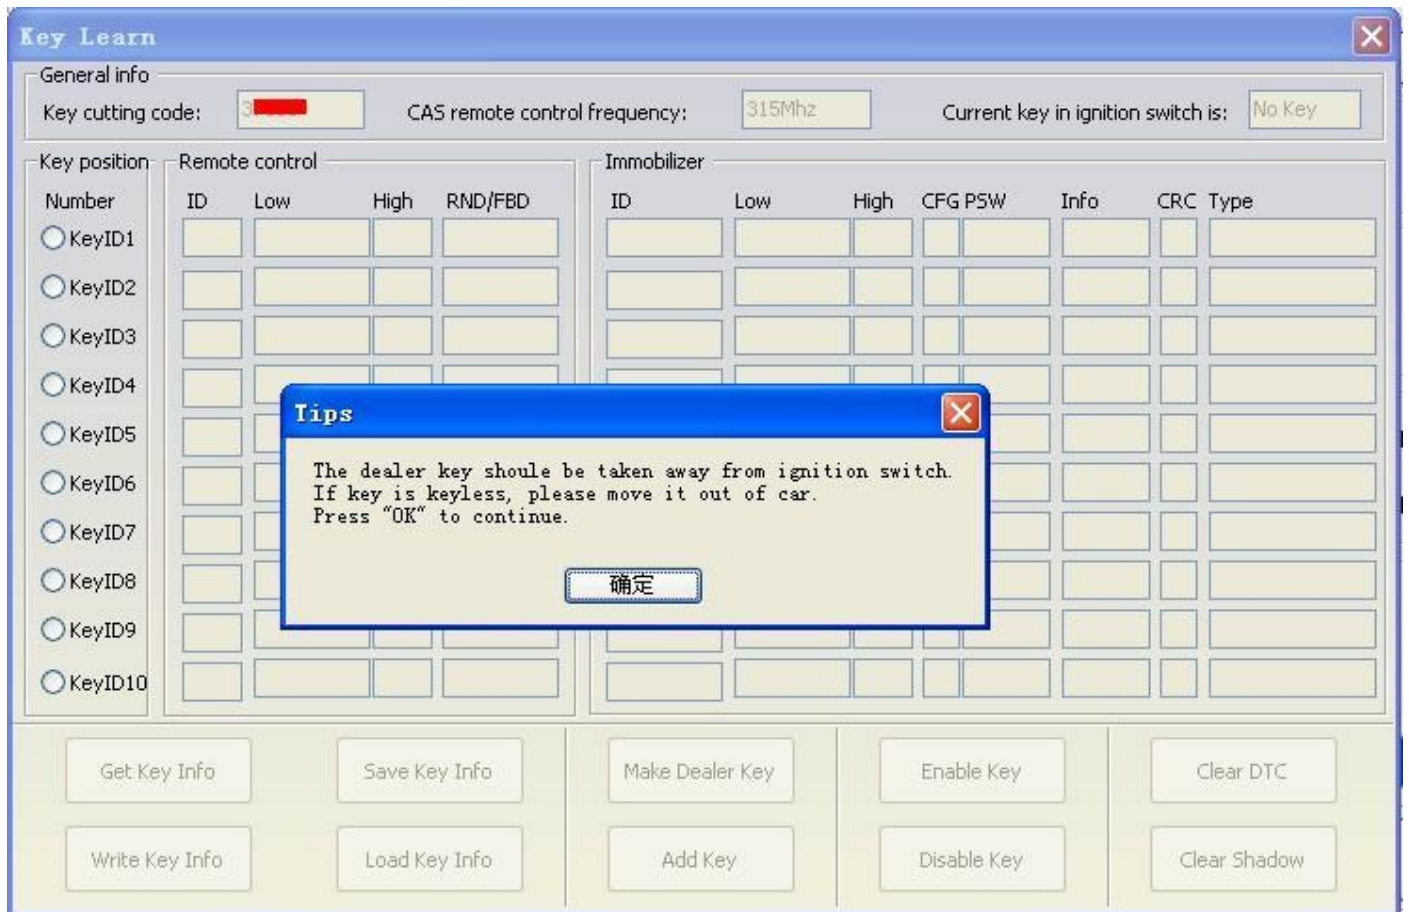 Key Learn
General info
Key cutting code: 3 CAS remote control frequency: 315Mhz Current key in ignition switch is: No Key
Key position Remote control Immobilizer
Number ID Low High RND/FBD ID Low High CFG PSW Info CRC Type
KeyID1
KeyID2
KeyID3
KeyID4
KeyID5
KeyID6
KeyID7
KeyID8
KeyID9
KeyID10
Tips
The dealer key shoule be taken away from ignition switch.
If key is keyless, please move it out of car.
Press "OK" to continue.
确定
Get Key Info Save Key Info Make Dealer Key Enable Key Clear DTC
Write Key Info Load Key Info Add Key Disable Key Clear Shadow